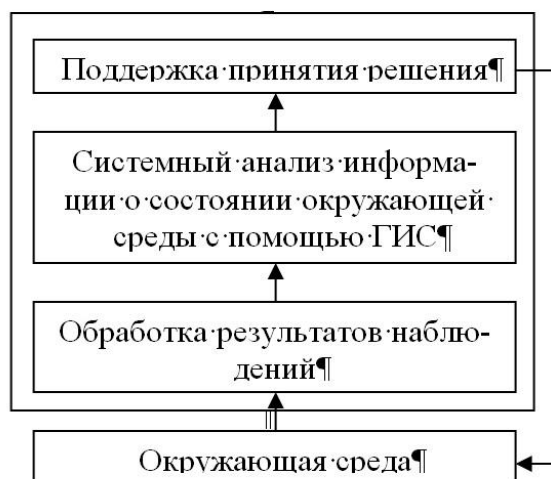 Поддержка·принятия·решения¶
Системный·анализ·информа-
ции·о·состоянии·окружающей·
среды·с·помощью·ГИС¶
Обработка·результатов·наблю-
дений¶
¶
Окружающая·среда¶